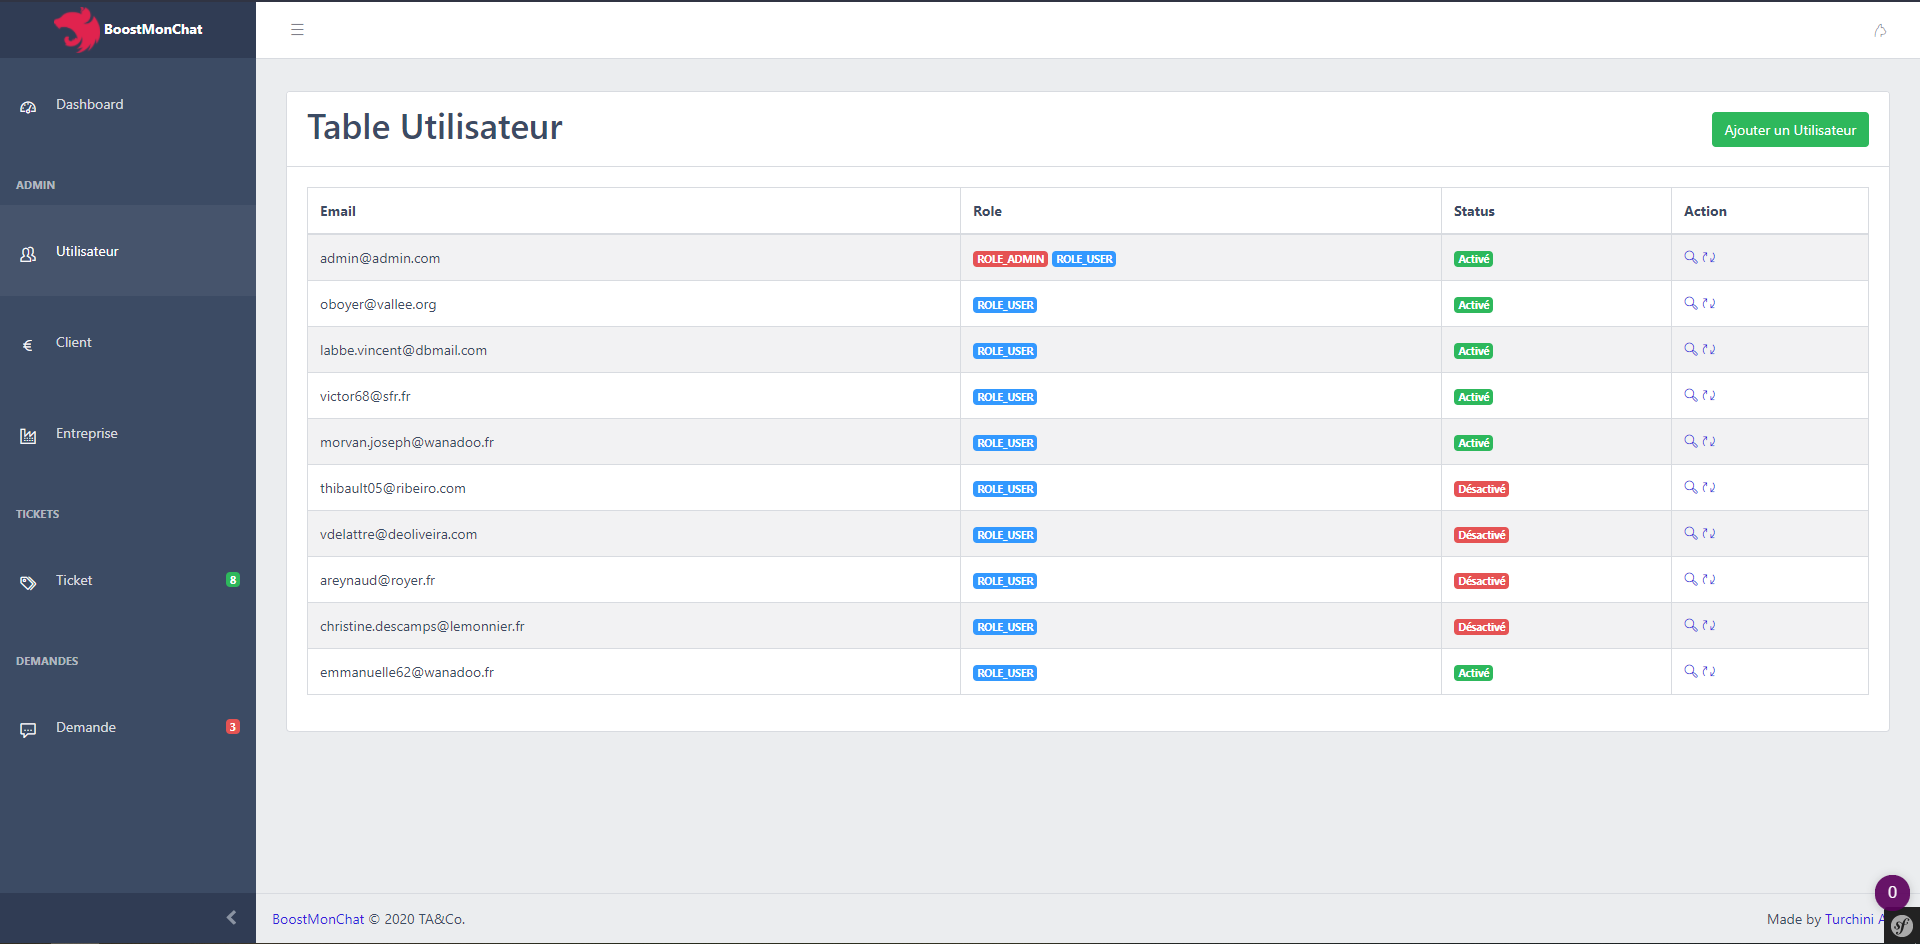 BoostMonChat
Dashboard
ADMIN
Utilisateur
Client
Entreprise
TICKETS
Ticket 8
DEMANDES
Demande 3
Table Utilisateur
Ajouter un Utilisateur
Email Role Status Action
admin@admin.com ROLE_ADMIN ROLE_USER Activé
oboyer@vallee.org ROLE_USER Activé
labbe.vincent@dbmail.com ROLE_USER Activé
victor68@sfr.fr ROLE_USER Activé
morvan.joseph@wanadoo.fr ROLE_USER Activé
thibault05@ribeiro.com ROLE_USER Désactivé
vdelattre@deoliveira.com ROLE_USER Désactivé
areynaud@royer.fr ROLE_USER Désactivé
christine.descamps@lemonnier.fr ROLE_USER Désactivé
emmanuelle62@wanadoo.fr ROLE_USER Activé
0
BoostMonChat © 2020 TA&Co.
Made by Turchini A
sf